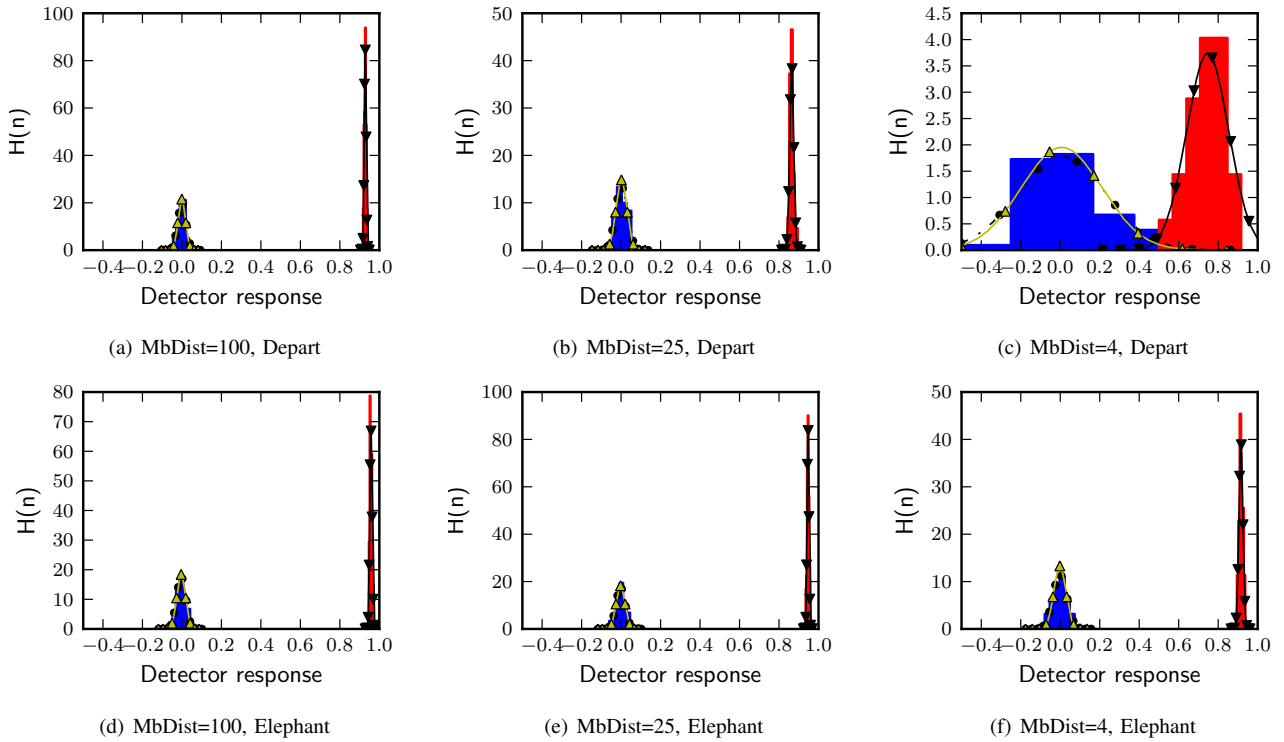 100
80
60
40
20
0
H(n)
−0.4 −0.2 0.0 0.2 0.4 0.6 0.8 1.0
Detector response
(a) MbDist=100, Depart
50
40
30
20
10
0
H(n)
−0.4 −0.2 0.0 0.2 0.4 0.6 0.8 1.0
Detector response
(b) MbDist=25, Depart
4.5
4.0
3.5
3.0
2.5
2.0
1.5
1.0
0.5
0.0
H(n)
−0.4 −0.2 0.0 0.2 0.4 0.6 0.8 1.0
Detector response
(c) MbDist=4, Depart
80
70
60
50
40
30
20
10
0
H(n)
−0.4 −0.2 0.0 0.2 0.4 0.6 0.8 1.0
Detector response
(d) MbDist=100, Elephant
100
80
60
40
20
0
H(n)
−0.4 −0.2 0.0 0.2 0.4 0.6 0.8 1.0
Detector response
(e) MbDist=25, Elephant
50
40
30
20
10
0
H(n)
−0.4 −0.2 0.0 0.2 0.4 0.6 0.8 1.0
Detector response
(f) MbDist=4, Elephant